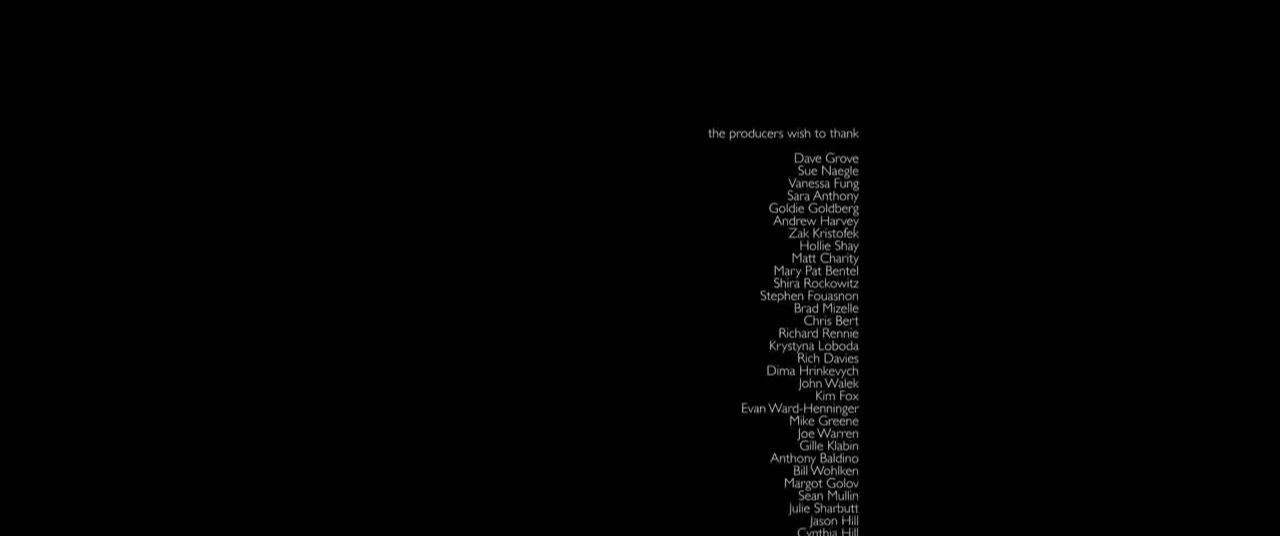 the producers wish to thank
Dave Grove
Sue Naegle
Vanessa Fung
Sara Anthony
Goldie Goldberg
Andrew Harvey
Zak Kristofek
Hollie Shay
Matt Charity
Mary Pat Bentel
Shira Rockowitz
Stephen Fouasnon
Brad Mizelle
Chris Bert
Richard Rennie
Krystyna Loboda
Rich Davies
Dima Hrinkevych
John Walek
Kim Fox
Evan Ward-Henninger
Mike Greene
Joe Warren
Gille Klabin
Anthony Baldino
Bill Wohlken
Margot Golov
Sean Mullin
Julie Sharbutt
Jason Hill
Cynthia Hill